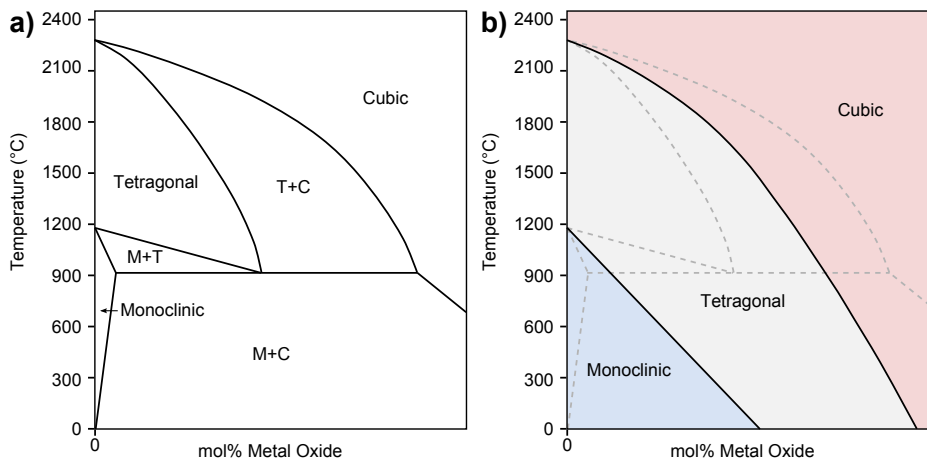 a)
2400
2100
1800
1500
1200
900
600
300
0
Temperature (°C)
Cubic
Tetragonal
T+C
M+T
Monoclinic
M+C
0
mol% Metal Oxide
b)
2400
2100
1800
1500
1200
900
600
300
0
Temperature (°C)
Cubic
Tetragonal
Monoclinic
0
mol% Metal Oxide